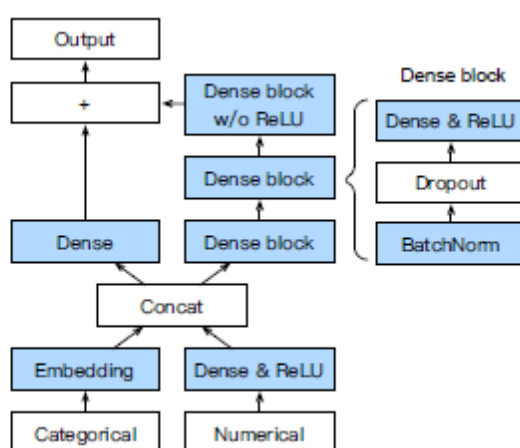 Output
+
Dense block
w/o ReLU
Dense block
Dense
Dense block
Concat
Embedding
Dense & ReLU
Categorical
Numerical
Dense block
Dense & ReLU
Dropout
BatchNorm